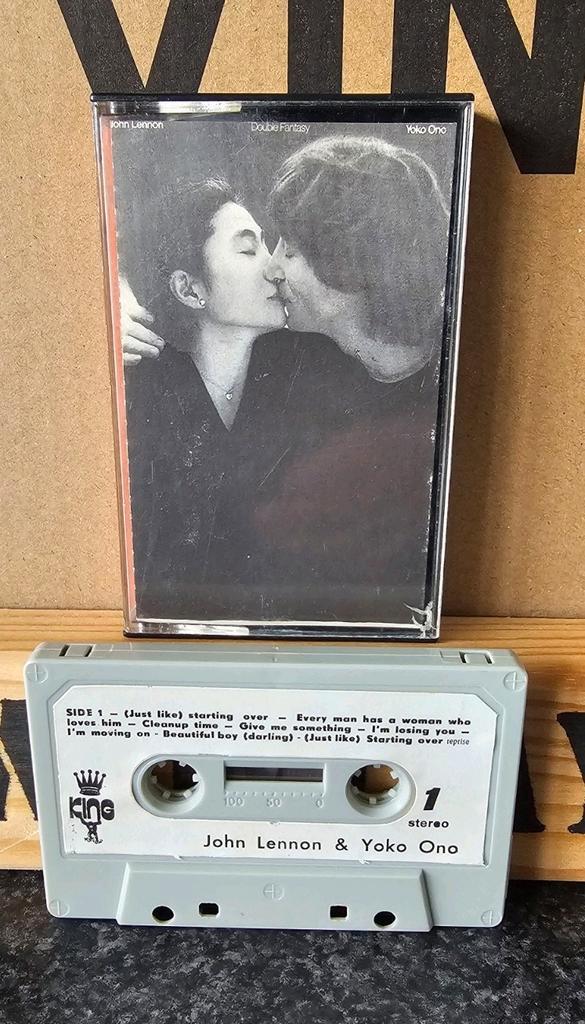 VIN
John Lennon Double Fantasy Yoko Ono
SIDE 1 — (Just like) starting over — Every man has a woman who
loves him — Cleanup time — Give me something — I'm losing you —
I'm moving on - Beautiful boy (darling) - (Just like) Starting over reprise
King
100 50 0
1
stereo
John Lennon & Yoko Ono